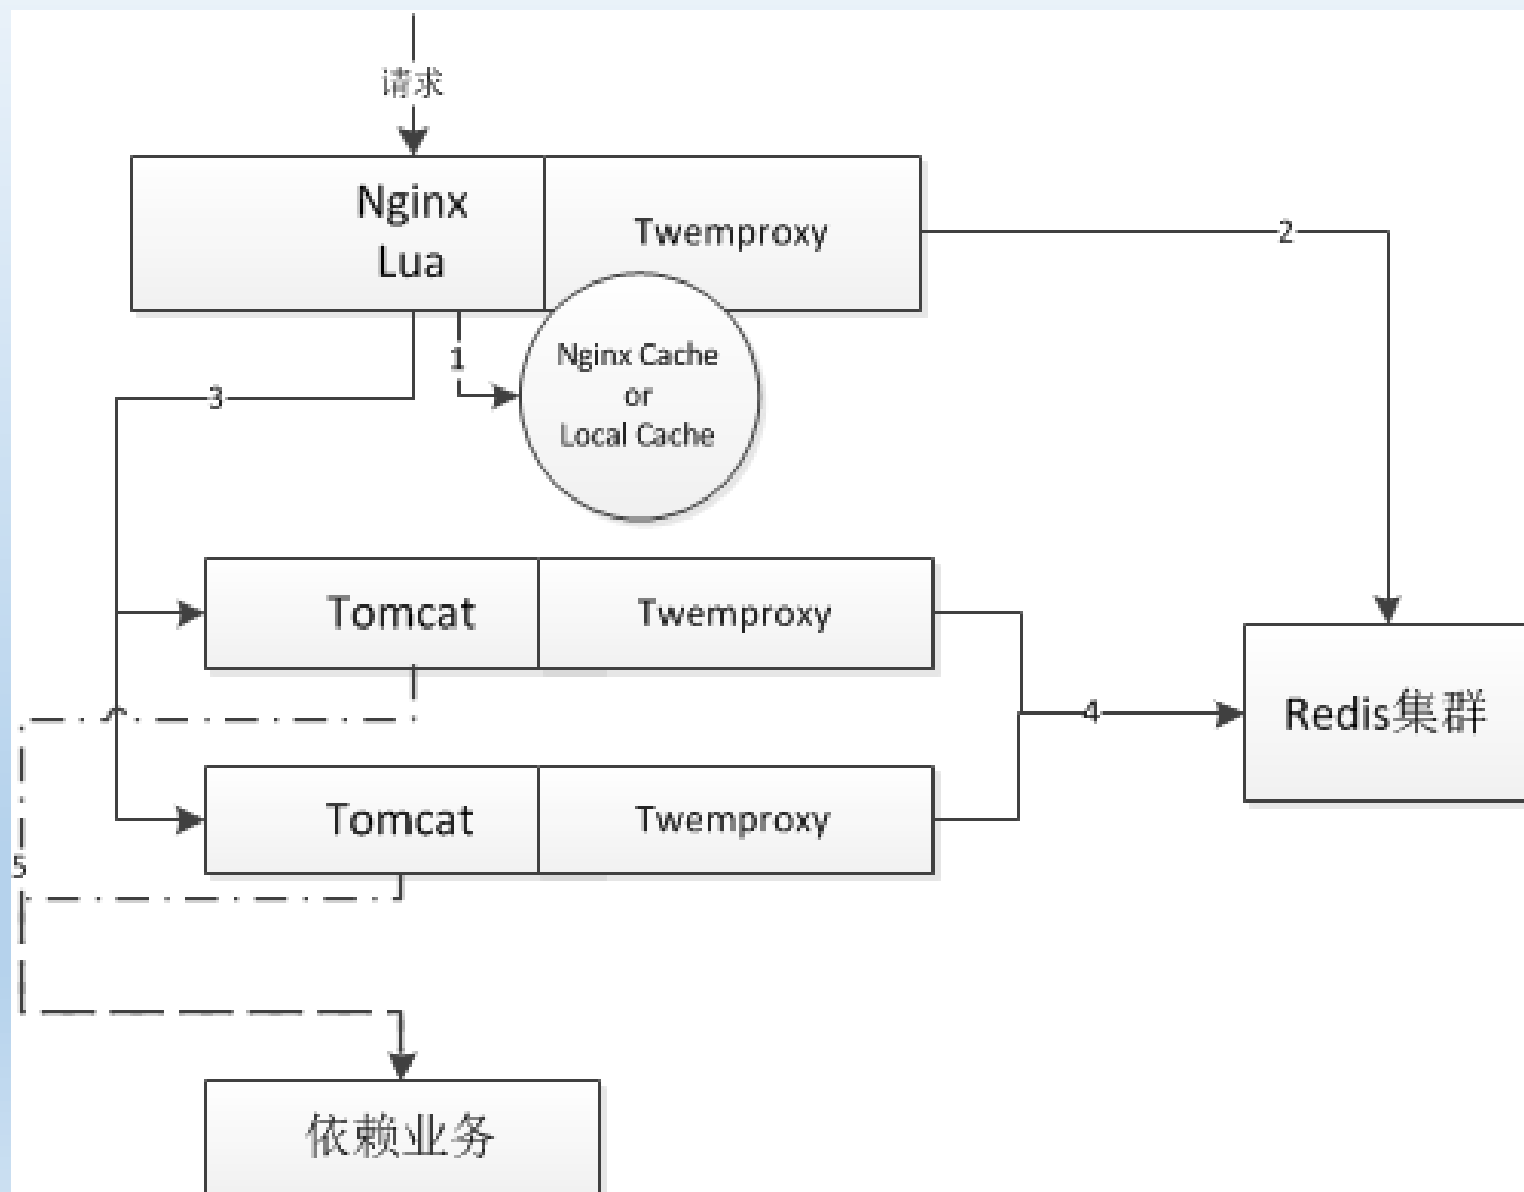 请求
Nginx
Lua
Twemproxy
2
1
Nginx Cache
or
Local Cache
3
Tomcat
Twemproxy
4
Redis集群
Tomcat
Twemproxy
5
依赖业务